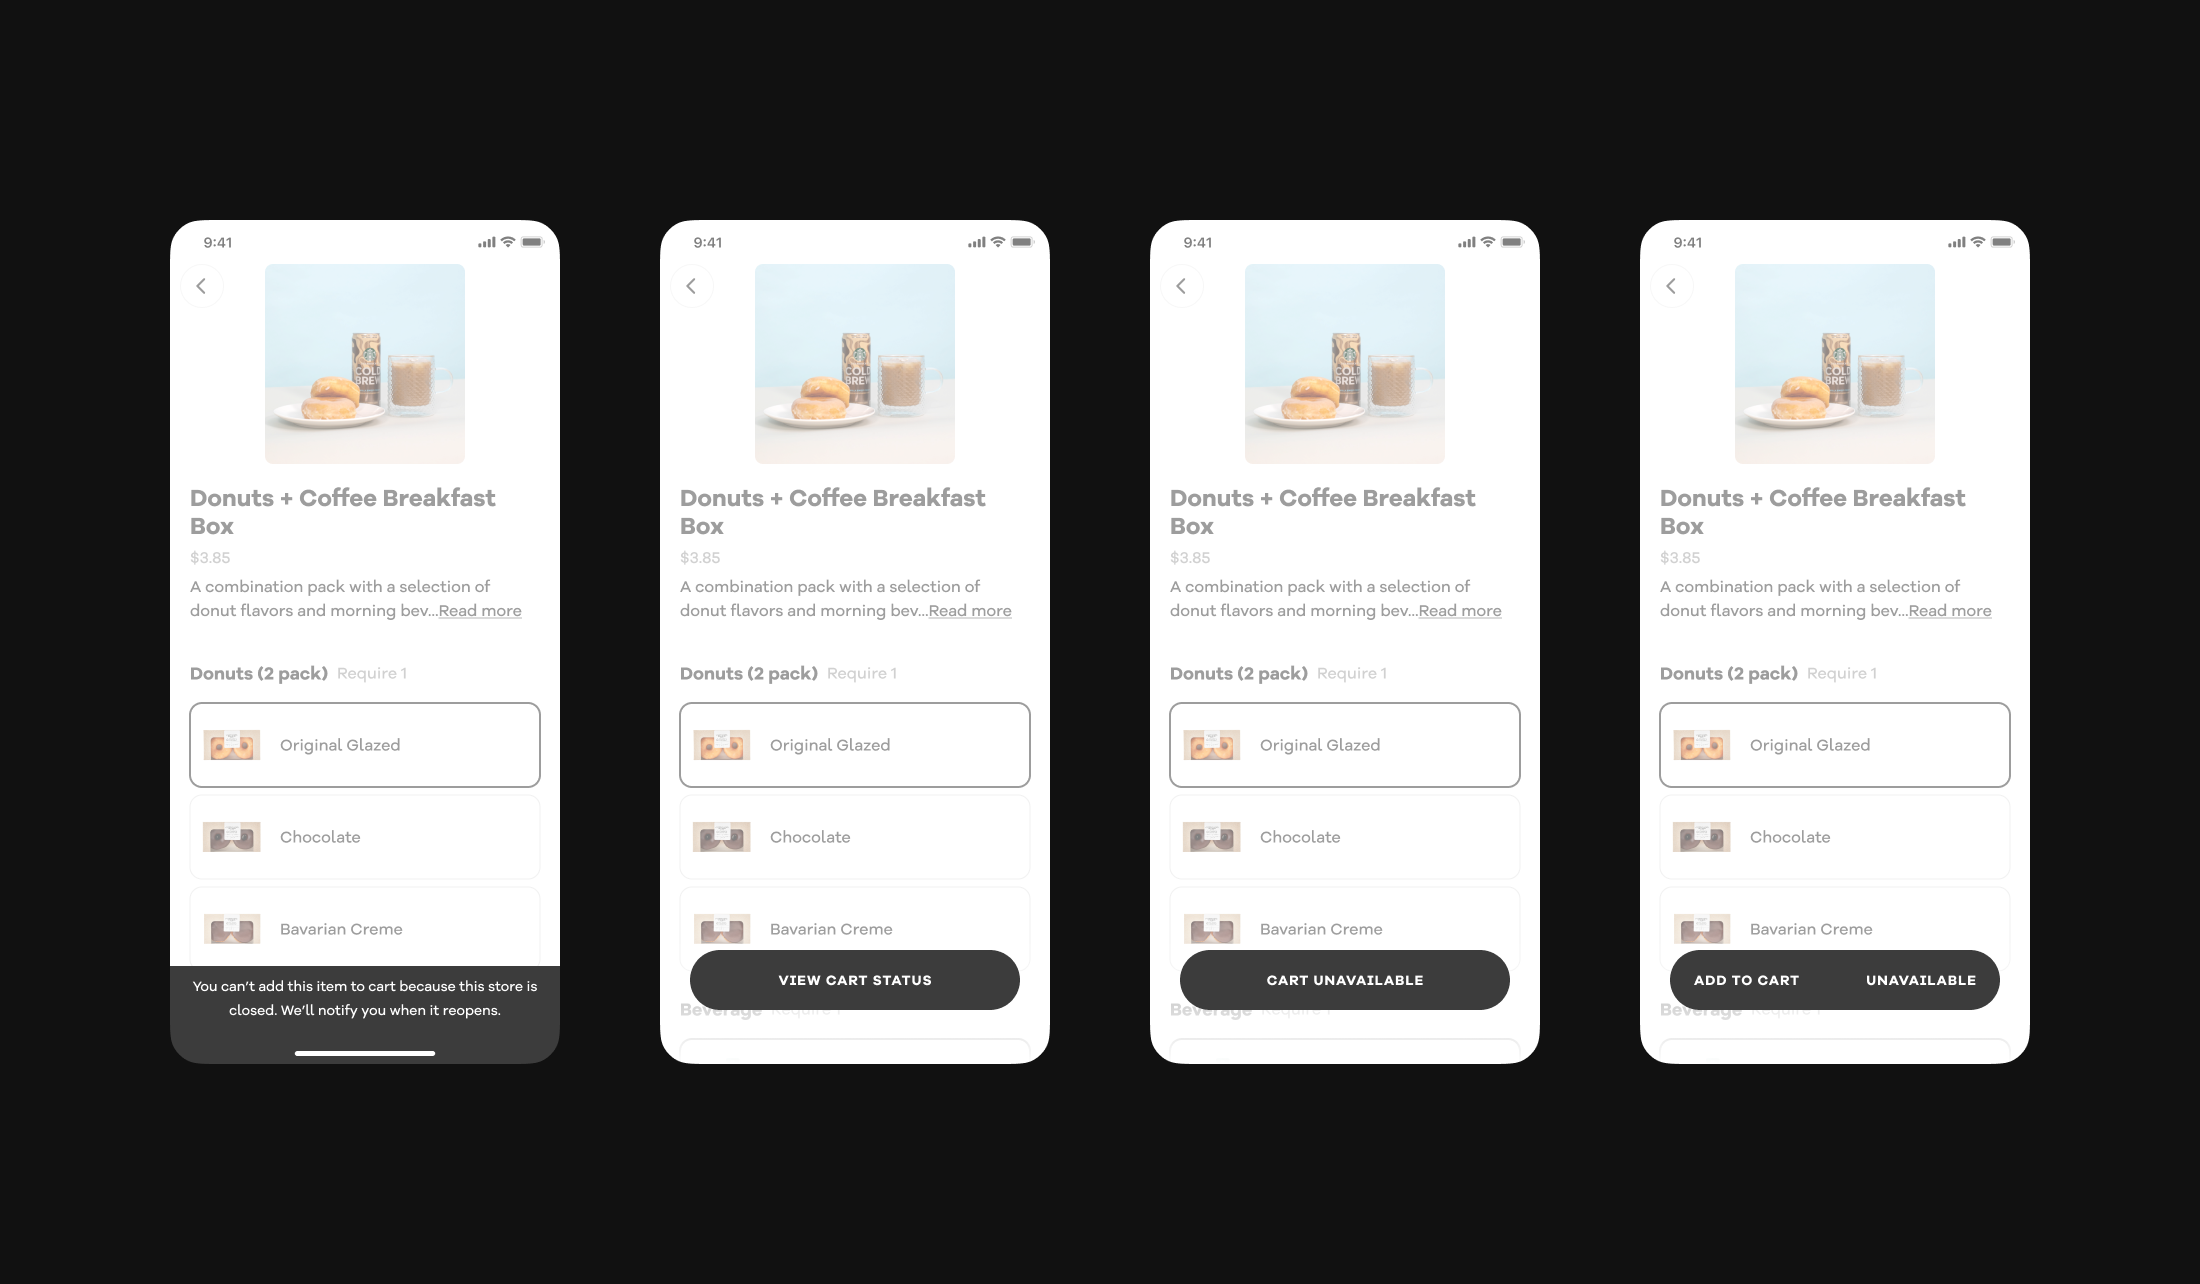 9:41
COLD
BREW
Donuts + Coffee Breakfast
Box
$3.85
A combination pack with a selection of
donut flavors and morning bev...Read more
Donuts (2 pack) Require 1
Original Glazed
Chocolate
Bavarian Creme
You can't add this item to cart because this store is
closed. We'll notify you when it reopens.
9:41
COLD
BREW
Donuts + Coffee Breakfast
Box
$3.85
A combination pack with a selection of
donut flavors and morning bev...Read more
Donuts (2 pack) Require 1
Original Glazed
Chocolate
Bavarian Creme
VIEW CART STATUS
Beverage Require 1
9:41
COLD
BREW
Donuts + Coffee Breakfast
Box
$3.85
A combination pack with a selection of
donut flavors and morning bev...Read more
Donuts (2 pack) Require 1
Original Glazed
Chocolate
Bavarian Creme
CART UNAVAILABLE
Beverage Require 1
9:41
COLD
BREW
Donuts + Coffee Breakfast
Box
$3.85
A combination pack with a selection of
donut flavors and morning bev...Read more
Donuts (2 pack) Require 1
Original Glazed
Chocolate
Bavarian Creme
ADD TO CART UNAVAILABLE
Beverage Require 1